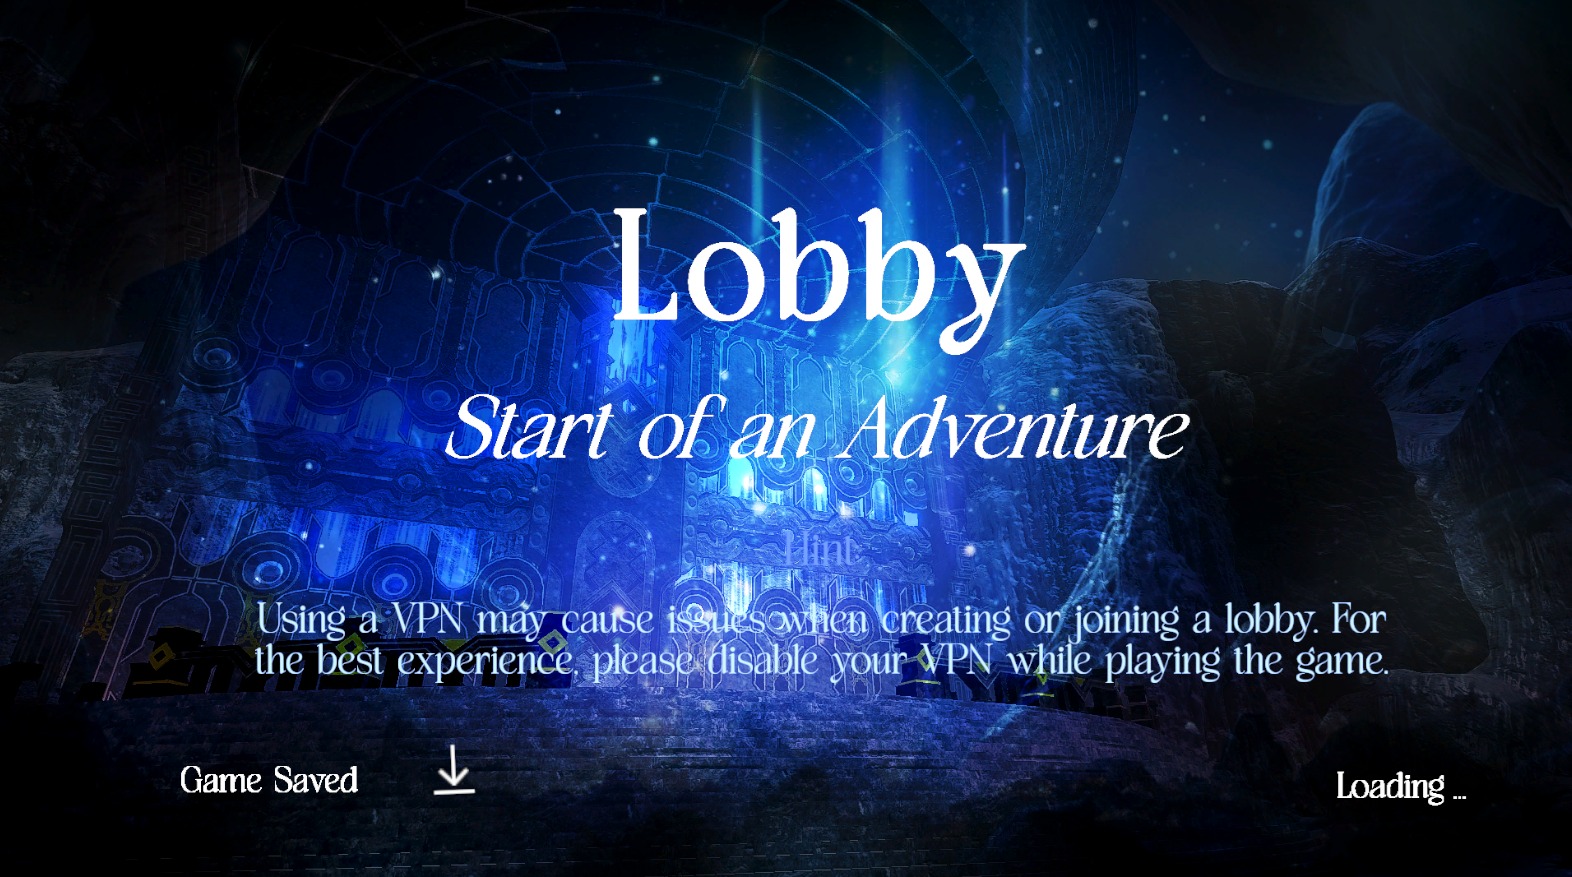 Lobby
Start of an Adventure
Hint
Using a VPN may cause issues when creating or joining a lobby. For
the best experience, please disable your VPN while playing the game.
Game Saved
Loading ...